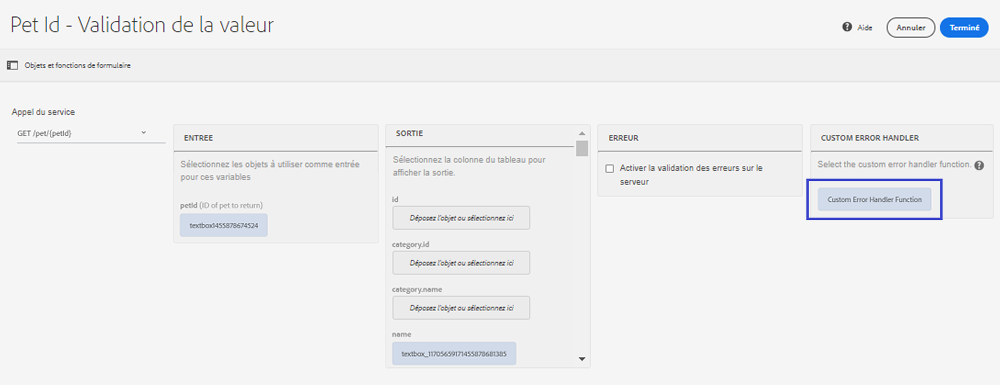 Pet Id - Validation de la valeur
Aide
Annuler
Terminé
Objets et fonctions de formulaire
Appel du service
GET /pet/{petId}
ENTREE
Sélectionnez les objets á utiliser comme entrée
pour ces variables
petId (ID of pet to return)
textbox1455878674524
SORTIE
Sélectionnez la colonne du tableau pour
afficher la sortie.
id
Déposez l'objet ou sélectionnez ici
category.id
Déposez l'objet ou sélectionnez ici
category.name
Déposez l'objet ou sélectionnez ici
name
textbox_11705659171455878681385
ERREUR
Activer la validation des erreurs sur le
serveur
CUSTOM ERROR HANDLER
Select the custom error handler function.
Custom Error Handler Function